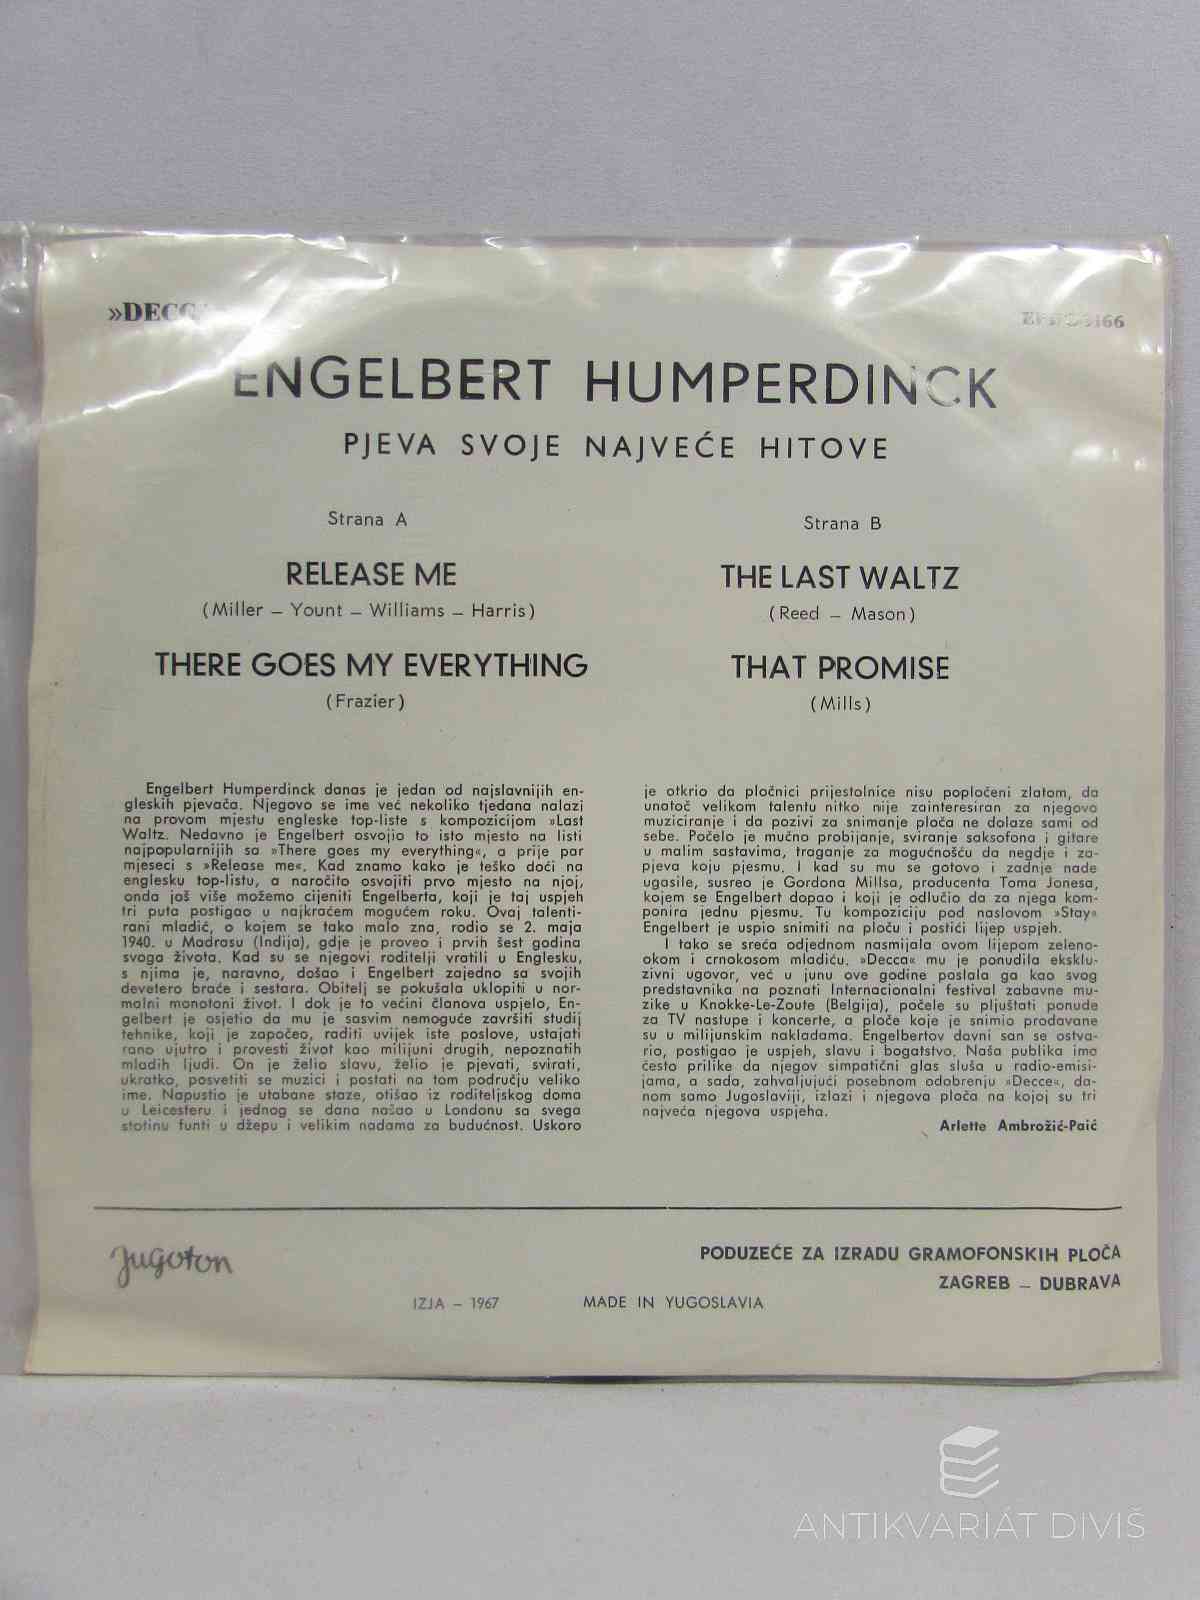 »DECCA
ENGELBERT HUMPERDINCK
PJEVA SVOJE NAJVEĆE HITOVE
Strana A
RELEASE ME
(Miller – Yount – Williams – Harris)
THERE GOES MY EVERYTHING
(Frazier)
Strana B
THE LAST WALTZ
(Reed – Mason)
THAT PROMISE
(Mills)
Engelbert Humperdinck danas je jedan od najslavnijih en-
gleskih pjevača. Njegovo se ime već nekoliko tjedana nalazi
na provom mjestu engleske top-liste s kompozicijom »Last
Waltz. Nedavno je Engelbert osvojio to isto mjesto na listi
najpopularnijih sa »There goes my everything«, a prije par
mjeseci s »Release me«. Kad znamo kako je teško doći na
englesku top-listu, a naročito osvojiti prvo mjesto na njoj,
onda još više možemo cijeniti Engelberta, koji je taj uspjeh
tri puta postigao u najkraćem mogućem roku. Ovaj talenti-
rani mladić, o kojem se tako malo zna, rodio se 2. maja
1940. u Madrasu (Indija), gdje je proveo i prvih šest godina
svoga života. Kad su se njegovi roditelji vratili u Englesku,
s njima je, naravno, došao i Engelbert zajedno sa svojih
devetero braće i sestara. Obitelj se pokušala uklopiti u nor-
malni monotoni život. I dok je to većini članova uspjelo, En-
gelbert je osjetio da mu je sasvim nemoguće završiti studij
tehnike, koji je započeo, raditi uvijek iste poslove, ustajati
rano ujutro i provesti život kao milijuni drugih, nepoznatih
mladih ljudi. On je želio slavu, želio je pjevati, svirati,
ukratko, posvetiti se muzici i postati na tom području veliko
ime. Napustio je utabane staze, otišao iz roditeljskog doma
u Leicesteru i jednog se dana našao u Londonu sa svega
stotinu funti u džepu i velikim nadama za budućnost. Uskoro
je otkrio da pločnici prijestolnice nisu popločeni zlatom, da
unatoč velikom talentu nitko nije zainteresiran za njegovo
muziciranje i da pozivi za snimanje ploča ne dolaze sami od
sebe. Počelo je mučno probijanje, sviranje saksofona i gitare
u malim sastavima, traganje za mogućnošću da negdje i za-
pjeva koju pjesmu. I kad su mu se gotovo i zadnje nade
ugasile, susreo je Gordona Millsa, producenta Toma Jonesa,
kojem se Engelbert dopao i koji je odlučio da za njega kom-
ponira jednu pjesmu. Tu kompoziciju pod naslovom »Stay«
Engelbert je uspio snimiti na ploču i postići lijep uspjeh.
I tako se sreća odjednom nasmijala ovom lijepom zeleno-
okom i crnokosom mladiću. »Decca« mu je ponudila eksklu-
zivni ugovor, već u junu ove godine poslala ga kao svog
predstavnika na poznati Internacionalni festival zabavne mu-
zike u Knokke-Le-Zoute (Belgija), počele su pljuštati ponude
za TV nastupe i koncerte, a ploče koje je snimio prodavane
su u milijunskim nakladama. Engelbertov davni san se ostva-
rio, postigao je uspjeh, slavu i bogatstvo. Naša publika ima
često prilike da njegov simpatični glas sluša u radio-emisi-
jama, a sada, zahvaljujući posebnom odobrenju »Decce«, da-
nom samo Jugoslaviji, izlazi i njegova ploča na kojoj su tri
najveća njegova uspjeha.
Arlette Ambrožić-Paić
Jugoton
PODUZEĆE ZA IZRADU GRAMOFONSKIH PLOČA
ZAGREB – DUBRAVA
IZJA – 1967
MADE IN YUGOSLAVIA
ANTIKVARIÁT DIVIŠ